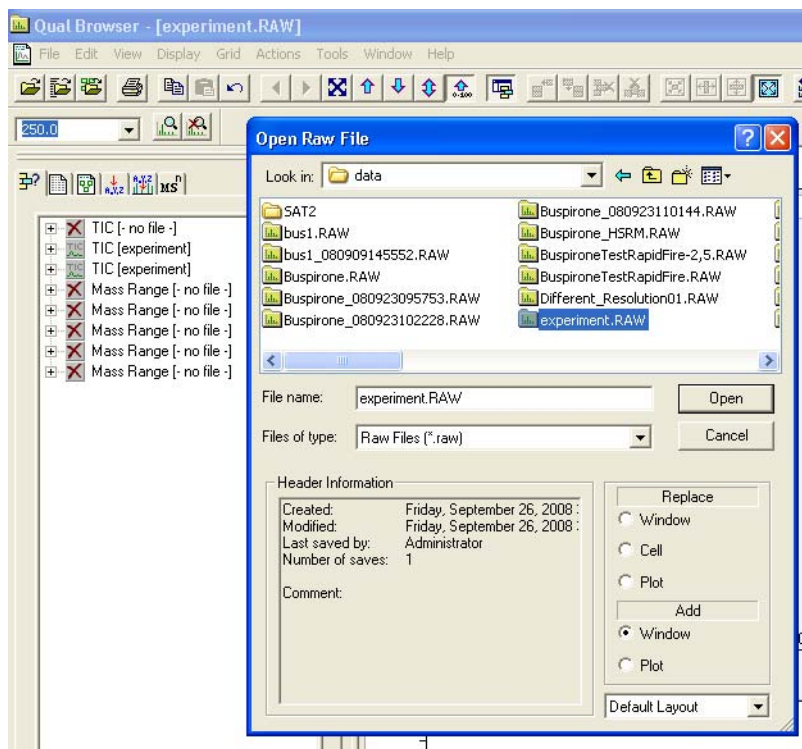 Qual Browser - [experiment.RAW]
File Edit View Display Grid Actions Tools Window Help
0-100
250.0
A,Y,Z A,Y,Z MSⁿ
TIC [- no file -]
TIC [experiment]
TIC [experiment]
Mass Range [- no file -]
Mass Range [- no file -]
Mass Range [- no file -]
Mass Range [- no file -]
Mass Range [- no file -]
Open Raw File
Look in: data
SAT2
bus1.RAW
bus1_080909145552.RAW
Buspirone.RAW
Buspirone_080923095753.RAW
Buspirone_080923102228.RAW
Buspirone_080923110144.RAW
Buspirone_HSRM.RAW
BuspironeTestRapidFire-2,5.RAW
BuspironeTestRapidFire.RAW
Different_Resolution01.RAW
experiment.RAW
File name: experiment.RAW Open
Files of type: Raw Files (*.raw) Cancel
Header Information
Created: Friday, September 26, 2008
Modified: Friday, September 26, 2008
Last saved by: Administrator
Number of saves: 1
Comment:
Replace
Window
Cell
Plot
Add
Window
Plot
Default Layout